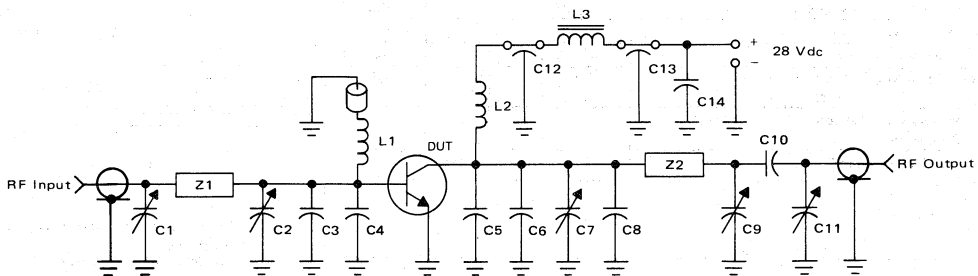 L3
+
28 Vdc
−
C12
C13
C14
L2
L1
DUT
C10
RF Input
Z1
Z2
RF Output
C1
C2
C3
C4
C5
C6
C7
C8
C9
C11